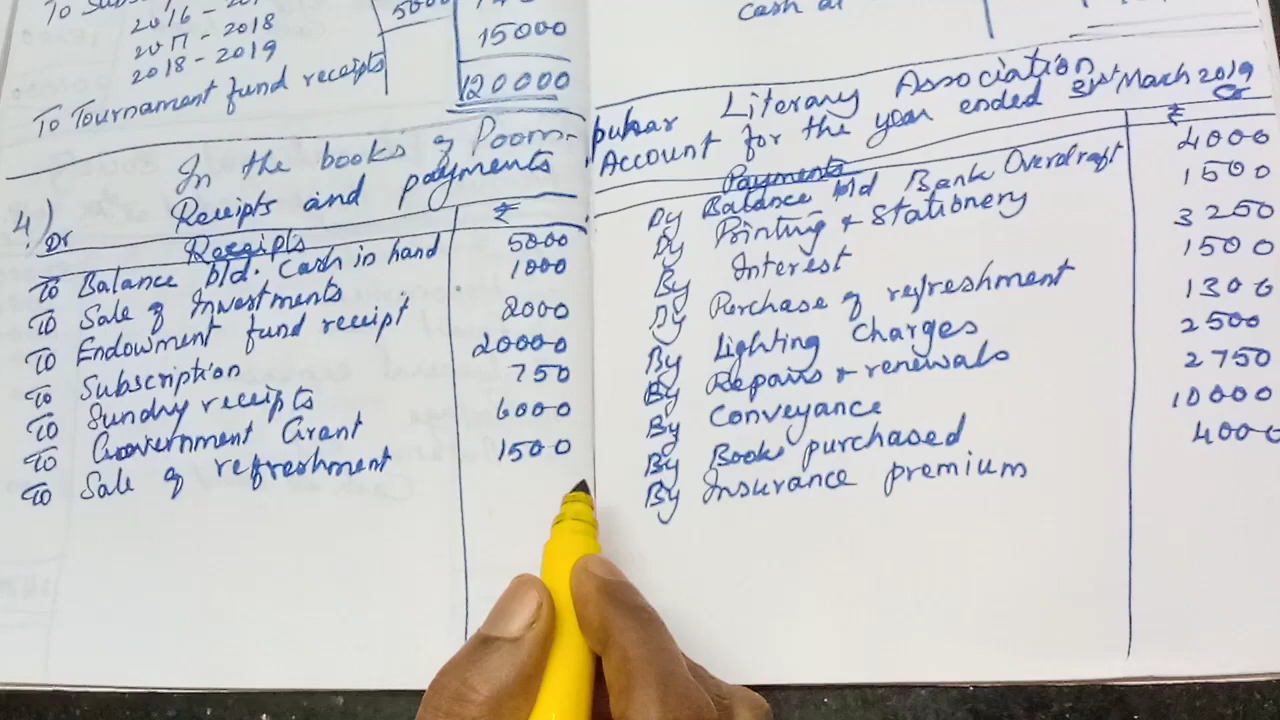 To
2016 -
2017 - 2018
2018 - 2019
To Tournament fund receipts
5000
15000
120000
cash at
In the books of Poom-
Receipts and payments
4)
Dr
Receipts ₹
To Balance b/d. Cash in hand 5000
To Sale of Investments 1000
To Endowment fund receipt 2000
To Subscription 20000
To Sundry receipts 750
To Government Grant 6000
To Sale of refreshment 1500
puhar Literary Association
Account for the year ended 31st March 2019
Cr
Payments ₹
By Balance b/d Bank Overdraft 4000
By Printing & Stationery 1500
By Interest 3250
By Purchase of refreshment 1500
By Lighting Charges 1300
By Repairs & renewals 2500
By Conveyance 2750
By Books purchased 10000
By Insurance premium 4000